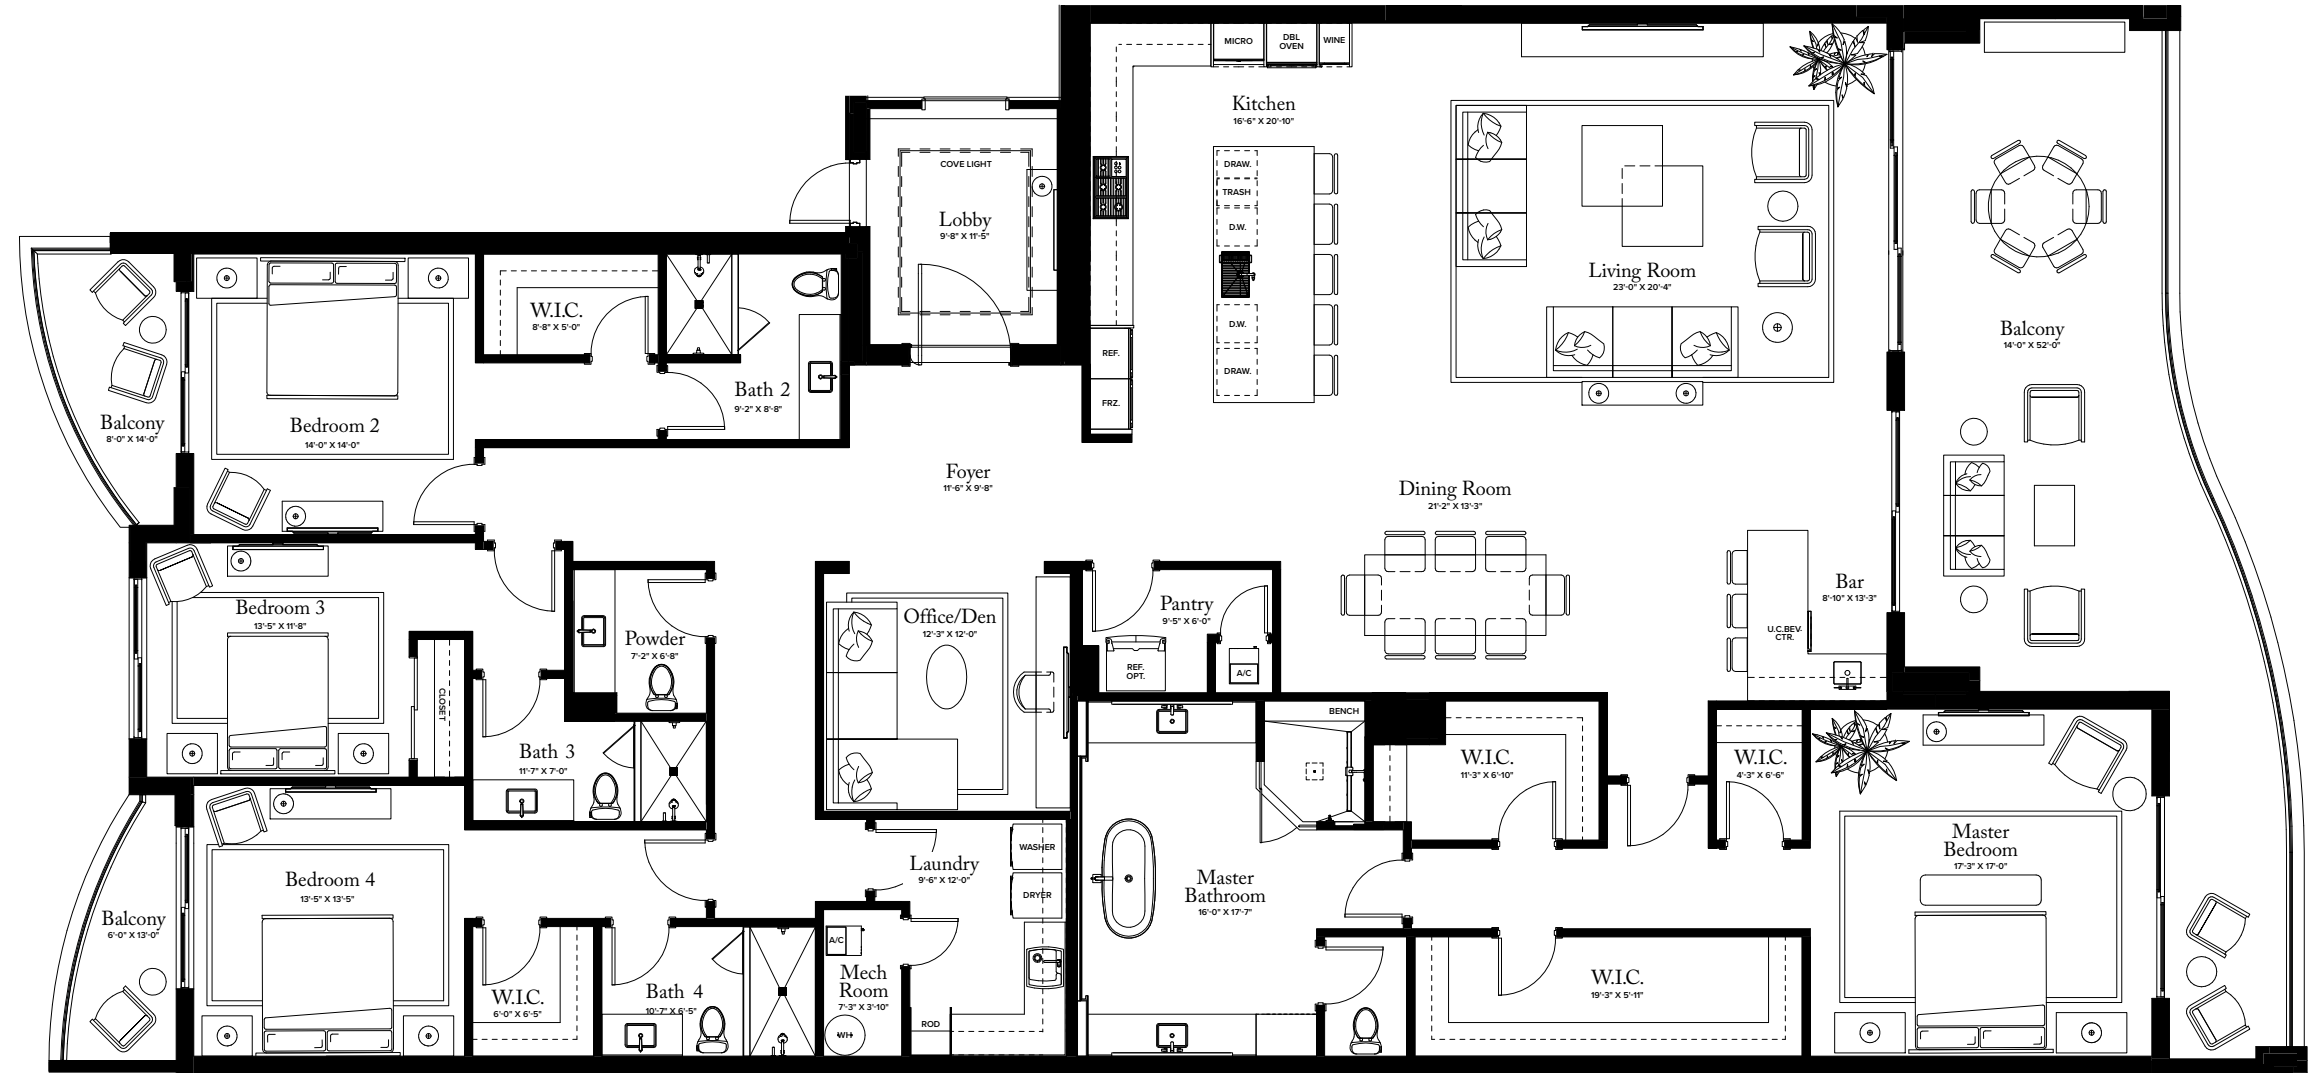 MICRO
DBL
OVEN
WINE
Kitchen
16'-6" X 20'-10"
COVE LIGHT
Lobby
9'-8" X 11'-5"
DRAW.
TRASH
D.W.
D.W.
DRAW.
REF.
FRZ.
Living Room
23'-0" X 20'-4"
Balcony
14'-0" X 52'-0"
W.I.C.
8'-8" X 5'-0"
Bath 2
9'-2" X 8'-8"
Balcony
8'-0" X 14'-0"
Bedroom 2
14'-0" X 14'-0"
Foyer
11'-6" X 9'-8"
Dining Room
21'-2" X 13'-3"
Bar
8'-10" X 13'-3"
U.C.BEV-
CTR.
Bedroom 3
13'-5" X 11'-8"
CLOSET
Powder
7'-2" X 6'-8"
Office/Den
12'-3" X 12'-0"
Pantry
9'-5" X 6'-0"
REF.
OPT.
A/C
BENCH
Bath 3
11'-7" X 7'-0"
W.I.C.
11'-3" X 6'-10"
W.I.C.
4'-3" X 6'-6"
Master
Bedroom
17'-3" X 17'-0"
Bedroom 4
13'-5" X 13'-5"
Laundry
9'-6" X 12'-0"
WASHER
DRYER
Master
Bathroom
16'-0" X 17'-7"
Balcony
6'-0" X 13'-0"
A/C
Mech
Room
7'-3" X 3'-10"
WH
ROD
W.I.C.
6'-0" X 6'-5"
Bath 4
10'-7" X 6'-5"
W.I.C.
19'-3" X 5'-11"